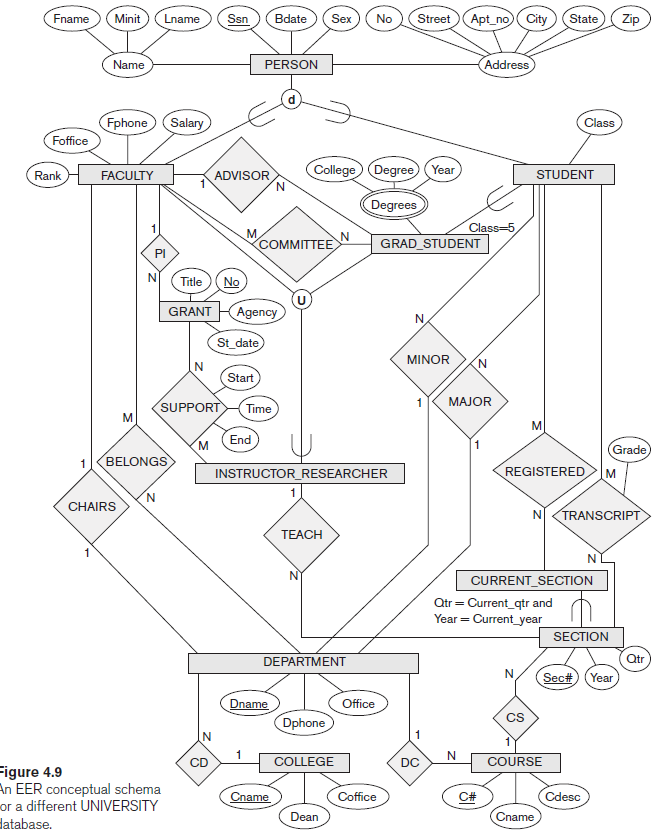 Fname Minit Lname Ssn Bdate Sex No Street Apt_no City State Zip
Name PERSON Address
d
Fphone Salary Class
Foffice
Rank FACULTY ADVISOR College Degree Year STUDENT
1 N
Degrees
Class=5
M COMMITTEE N GRAD_STUDENT
1
PI
N Title No U
GRANT Agency
N
St_date
MINOR
N N
Start
SUPPORT Time 1 MAJOR
M
End
M 1 Grade
1 BELONGS INSTRUCTOR_RESEARCHER REGISTERED M
N 1
CHAIRS N TRANSCRIPT
TEACH
1
N N
CURRENT_SECTION
Qtr = Current_qtr and
Year = Current_year
SECTION
DEPARTMENT Qtr
N Sec# Year
Dname Office
Dphone CS
N 1 1
CD 1 COLLEGE DC N COURSE
Cname Coffice C# Cdesc
Dean Cname
Figure 4.9
An EER conceptual schema
for a different UNIVERSITY
database.